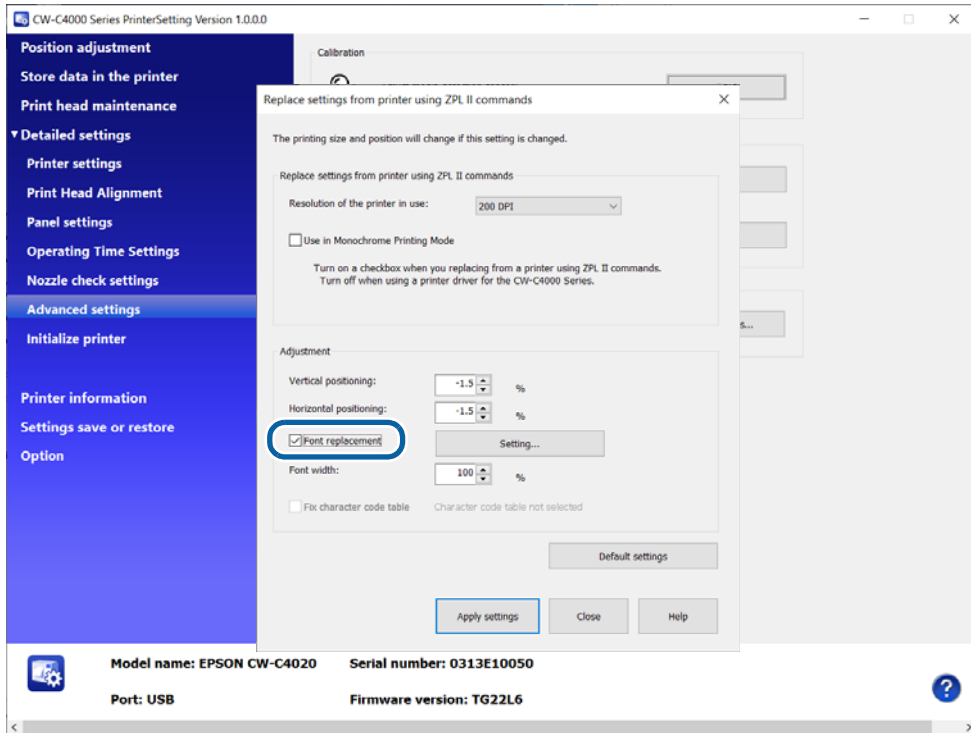 CW-C4000 Series PrinterSetting Version 1.0.0.0
Position adjustment
Store data in the printer
Print head maintenance
Detailed settings
Printer settings
Print Head Alignment
Panel settings
Operating Time Settings
Nozzle check settings
Advanced settings
Initialize printer
Printer information
Settings save or restore
Option
Calibration
Replace settings from printer using ZPL II commands
The printing size and position will change if this setting is changed.
Replace settings from printer using ZPL II commands
Resolution of the printer in use:
200 DPI
Use in Monochrome Printing Mode
Turn on a checkbox when you replacing from a printer using ZPL II commands.
Turn off when using a printer driver for the CW-C4000 Series.
Adjustment
Vertical positioning: -1.5 %
Horizontal positioning: -1.5 %
Font replacement Setting...
Font width: 100 %
Fix character code table Character code table not selected
Default settings
Apply settings Close Help
Model name: EPSON CW-C4020 Serial number: 0313E10050
Port: USB Firmware version: TG22L6